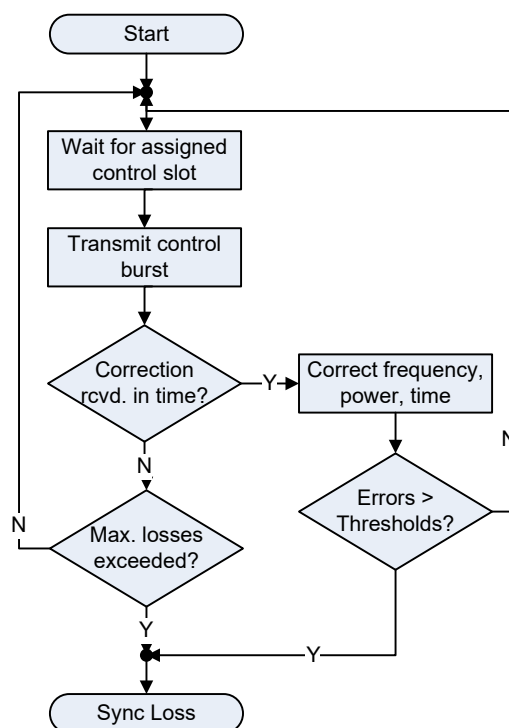 Start
Wait for assigned
control slot
Transmit control
burst
Correction
rcvd. in time?
Y
Correct frequency,
power, time
N
N
Errors >
Thresholds?
N
Max. losses
exceeded?
Y
Y
Sync Loss